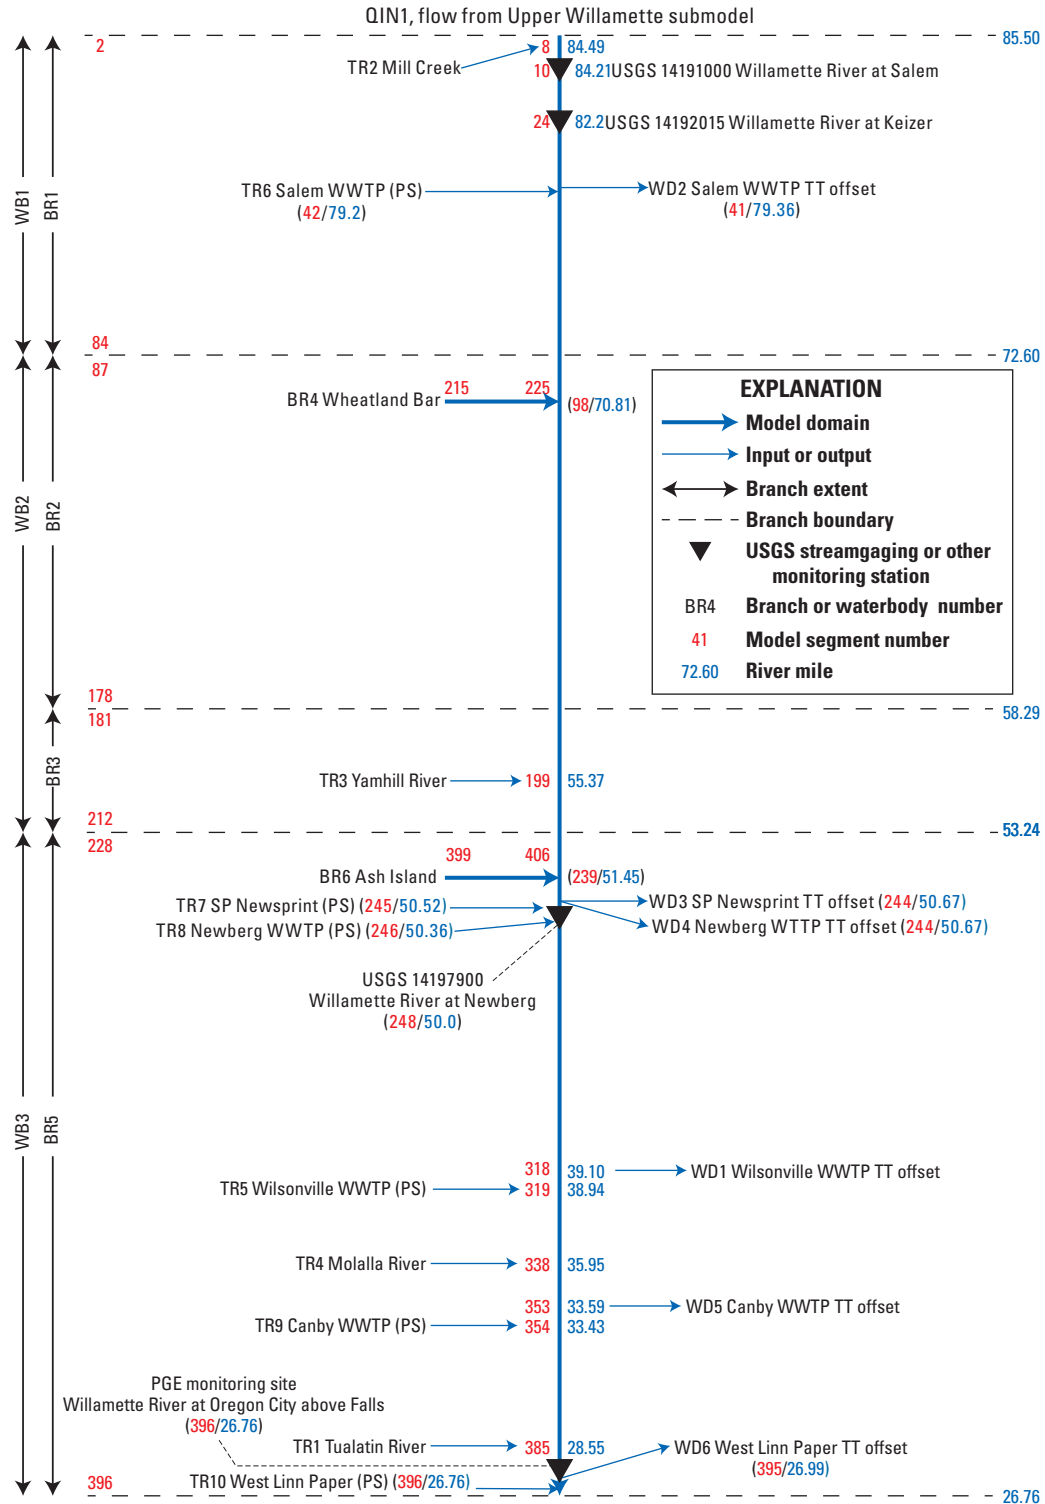 QIN1, flow from Upper Willamette submodel
85.50
2
8 84.49
TR2 Mill Creek
10 84.21 USGS 14191000 Willamette River at Salem
24 82.2 USGS 14192015 Willamette River at Keizer
WB1
BR1
TR6 Salem WWTP (PS)
(42/79.2)
WD2 Salem WWTP TT offset
(41/79.36)
84
72.60
87
BR4 Wheatland Bar
215 225
(98/70.81)
EXPLANATION
Model domain
Input or output
Branch extent
Branch boundary
USGS streamgaging or other
monitoring station
BR4 Branch or waterbody number
41 Model segment number
72.60 River mile
WB2
BR2
178
58.29
181
BR3
TR3 Yamhill River
199 55.37
212
53.24
228
399 406
BR6 Ash Island
(239/51.45)
TR7 SP Newsprint (PS) (245/50.52)
WD3 SP Newsprint TT offset (244/50.67)
TR8 Newberg WWTP (PS) (246/50.36)
WD4 Newberg WTTP TT offset (244/50.67)
USGS 14197900
Willamette River at Newberg
(248/50.0)
WB3
BR5
318 39.10
WD1 Wilsonville WWTP TT offset
TR5 Wilsonville WWTP (PS)
319 38.94
TR4 Molalla River
338 35.95
353 33.59
WD5 Canby WWTP TT offset
TR9 Canby WWTP (PS)
354 33.43
PGE monitoring site
Willamette River at Oregon City above Falls
(396/26.76)
TR1 Tualatin River
385 28.55
WD6 West Linn Paper TT offset
(395/26.99)
396
TR10 West Linn Paper (PS) (396/26.76)
26.76